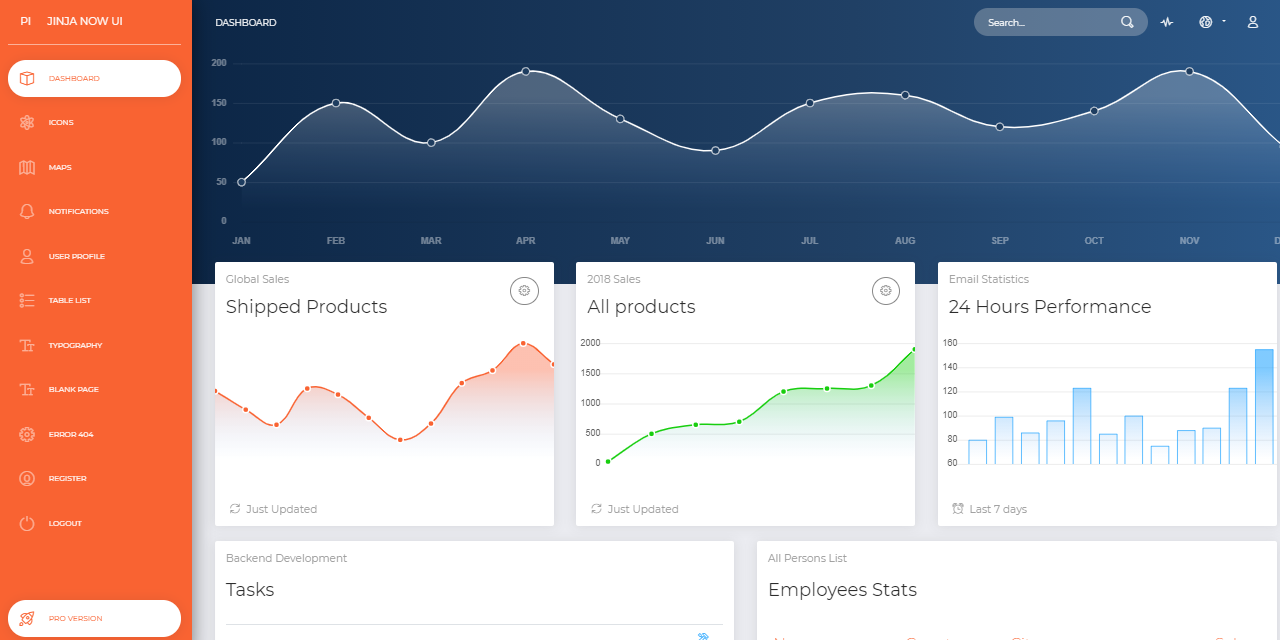 PI JINJA NOW UI
DASHBOARD
ICONS
MAPS
NOTIFICATIONS
USER PROFILE
TABLE LIST
TYPOGRAPHY
BLANK PAGE
ERROR 404
REGISTER
LOGOUT
PRO VERSION
DASHBOARD
Search...
200
150
100
50
0
JAN FEB MAR APR MAY JUN JUL AUG SEP OCT NOV
Global Sales
Shipped Products
Just Updated
2018 Sales
All products
2000
1500
1000
500
0
Just Updated
Email Statistics
24 Hours Performance
160
140
120
100
80
60
Last 7 days
Backend Development
Tasks
All Persons List
Employees Stats